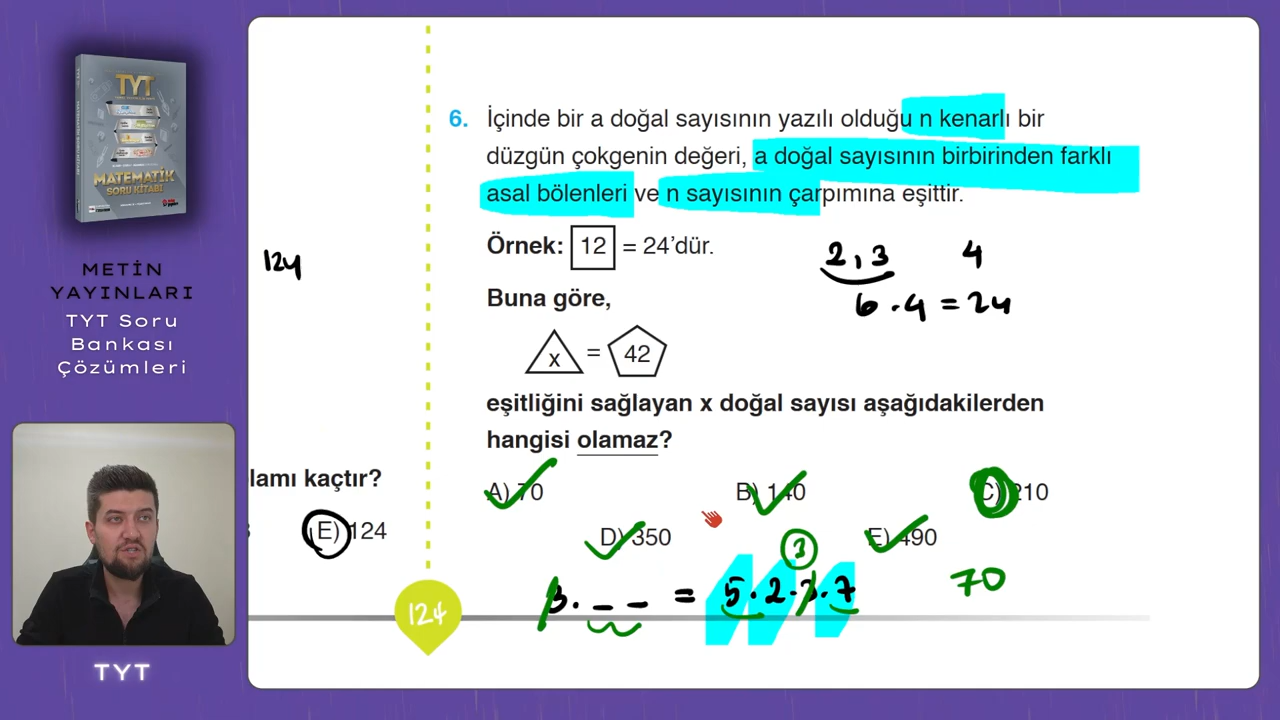 TYT
MATEMATİK
SORU KİTABI
METİN
YAYINLARI
TYT Soru
Bankası
Çözümleri
TYT
124
lamı kaçtır?
E) 124
124
6. İçinde bir a doğal sayısının yazılı olduğu n kenarlı bir
düzgün çokgenin değeri, a doğal sayısının birbirinden farklı
asal bölenleri ve n sayısının çarpımına eşittir.
Örnek: 12 = 24'dür.
2, 3 4
6 . 4 = 24
Buna göre,
x = 42
eşitliğini sağlayan x doğal sayısı aşağıdakilerden
hangisi olamaz?
A) 70 B) 140 C) 210
D) 350 E) 490
3
3 . _ _ = 5 . 2 . 3 . 7
70